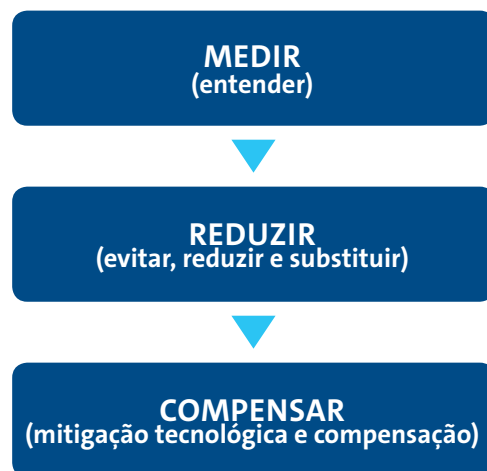 MEDIR
(entender)
REDUZIR
(evitar, reduzir e substituir)
COMPENSAR
(mitigação tecnológica e compensação)